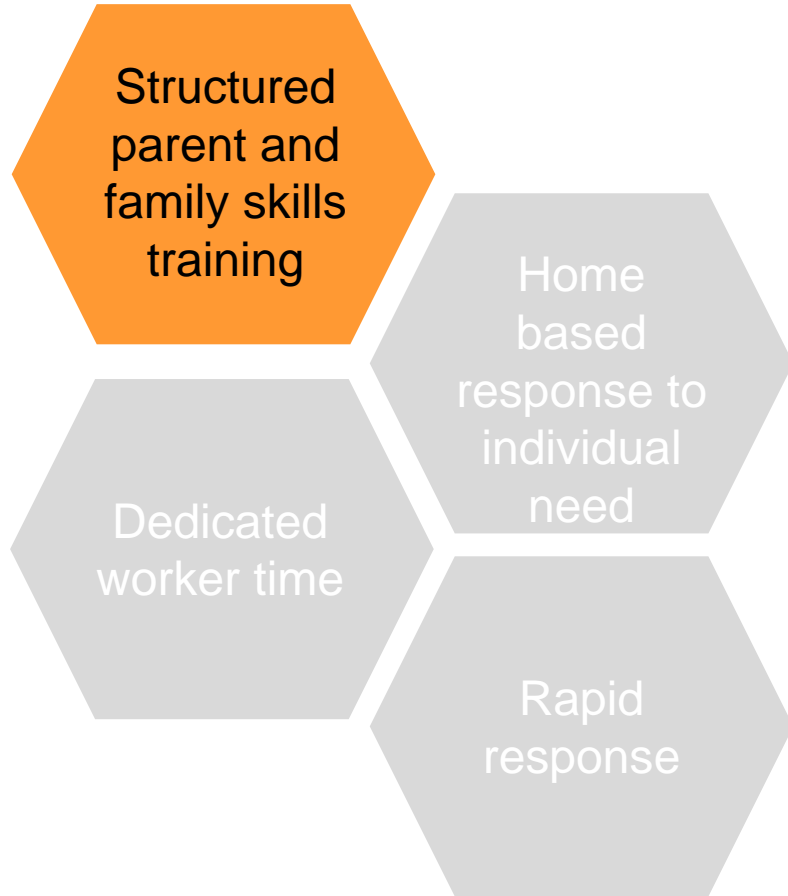 Structured
parent and
family skills
training
Home
based
response to
individual
need
Dedicated
worker time
Rapid
response